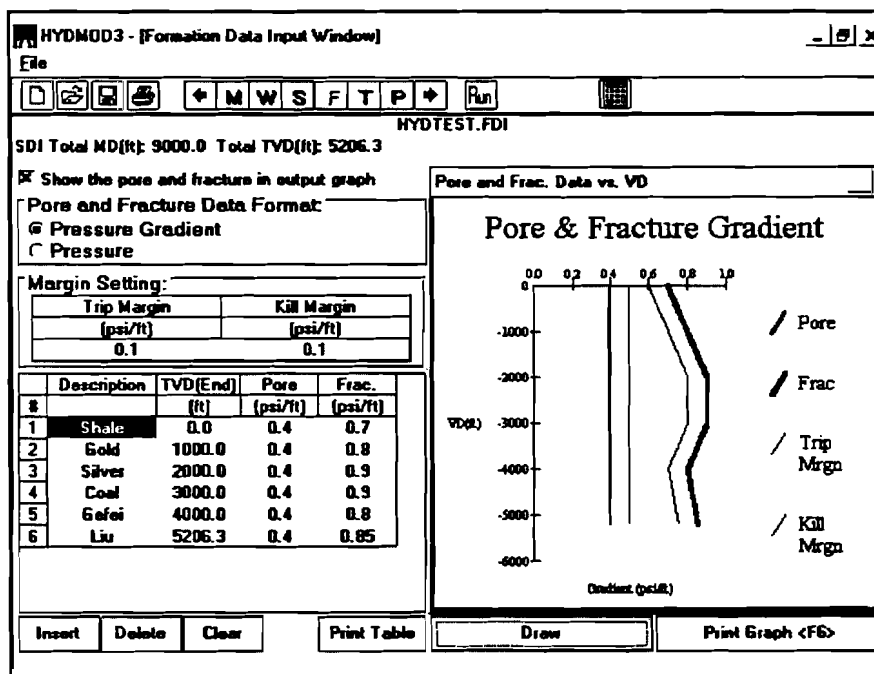 HYDMOD3 - [Formation Data Input Window]
File
M W S F T P Run
HYDTEST.FDI
SDI Total MD(ft): 9000.0 Total TVD(ft): 5206.3
Show the pore and fracture in output graph
Pore and Fracture Data Format:
Pressure Gradient
Pressure
Margin Setting:
Trip Margin Kill Margin
(psi/ft) (psi/ft)
0.1 0.1
Description TVD(End) Pore Frac.
# (ft) (psi/ft) (psi/ft)
1 Shale 0.0 0.4 0.7
2 Gold 1000.0 0.4 0.8
3 Silver 2000.0 0.4 0.9
4 Coal 3000.0 0.4 0.9
5 Gefei 4000.0 0.4 0.8
6 Liu 5206.3 0.4 0.85
Insert Delete Clear Print Table
Pore and Frac. Data vs. VD
Pore & Fracture Gradient
0.0 0.2 0.4 0.6 0.8 1.0
0
-1000
-2000
-3000
-4000
-5000
-6000
VD(ft.)
Gradient (psi/ft.)
Pore
Frac
Trip
Mrgn
Kill
Mrgn
Draw Print Graph <F6>